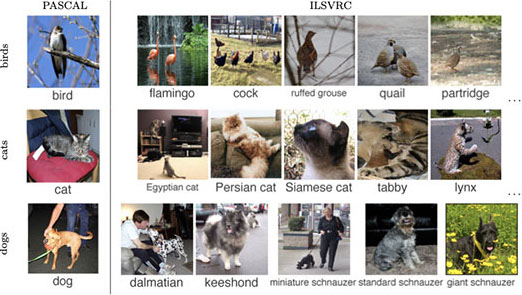 PASCAL
ILSVRC
birds
bird
flamingo
cock
ruffed grouse
quail
partridge
...
cats
cat
Egyptian cat
Persian cat
Siamese cat
tabby
lynx
...
dogs
dog
dalmatian
keeshond
miniature schnauzer
standard schnauzer
giant schnauzer